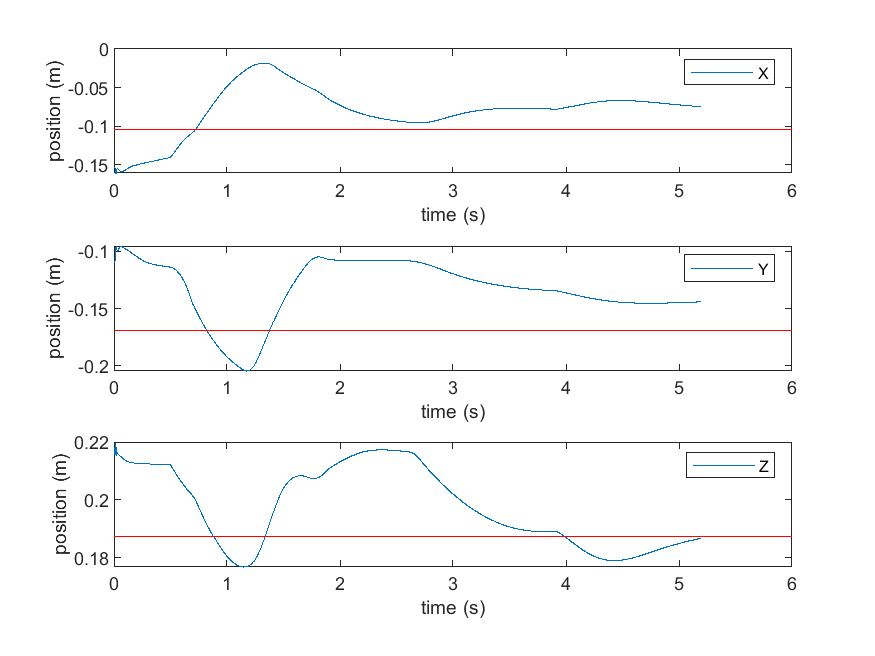 0
-0.05
-0.1
-0.15
position (m)
X
0 1 2 3 4 5 6
time (s)
-0.1
-0.15
-0.2
position (m)
Y
0 1 2 3 4 5 6
time (s)
0.22
0.2
0.18
position (m)
Z
0 1 2 3 4 5 6
time (s)